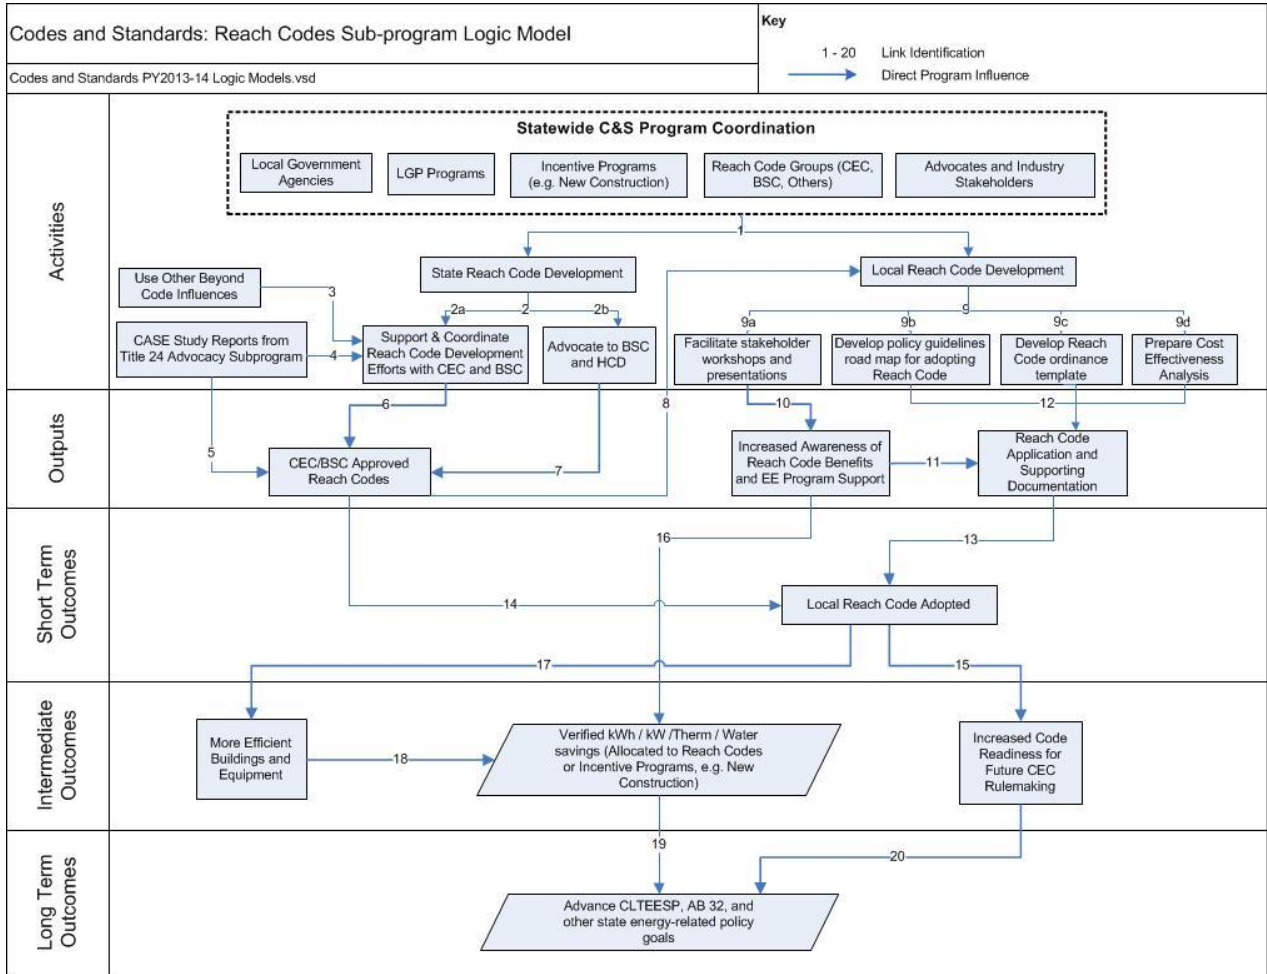 Codes and Standards: Reach Codes Sub-program Logic Model
Codes and Standards PY2013-14 Logic Models.vsd
Key
1 - 20 Link Identification
Direct Program Influence
Activities
Statewide C&S Program Coordination
Local Government
Agencies
LGP Programs
Incentive Programs
(e.g. New Construction)
Reach Code Groups (CEC,
BSC, Others)
Advocates and Industry
Stakeholders
1
State Reach Code Development
Local Reach Code Development
Use Other Beyond
Code Influences
3
2a
2
2b
9
9a
9b
9c
9d
CASE Study Reports from
Title 24 Advocacy Subprogram
4
Support & Coordinate
Reach Code Development
Efforts with CEC and BSC
Advocate to BSC
and HCD
Facilitate stakeholder
workshops and
presentations
Develop policy guidelines
road map for adopting
Reach Code
Develop Reach
Code ordinance
template
Prepare Cost
Effectiveness
Analysis
Outputs
6
8
10
12
5
CEC/BSC Approved
Reach Codes
7
Increased Awareness of
Reach Code Benefits
and EE Program Support
11
Reach Code
Application and
Supporting
Documentation
Short Term
Outcomes
16
13
14
Local Reach Code Adopted
17
15
Intermediate
Outcomes
More Efficient
Buildings and
Equipment
18
Verified kWh / kW /Therm / Water
savings (Allocated to Reach Codes
or Incentive Programs, e.g. New
Construction)
Increased Code
Readiness for
Future CEC
Rulemaking
Long Term
Outcomes
19
20
Advance CLTEESP, AB 32, and
other state energy-related policy
goals